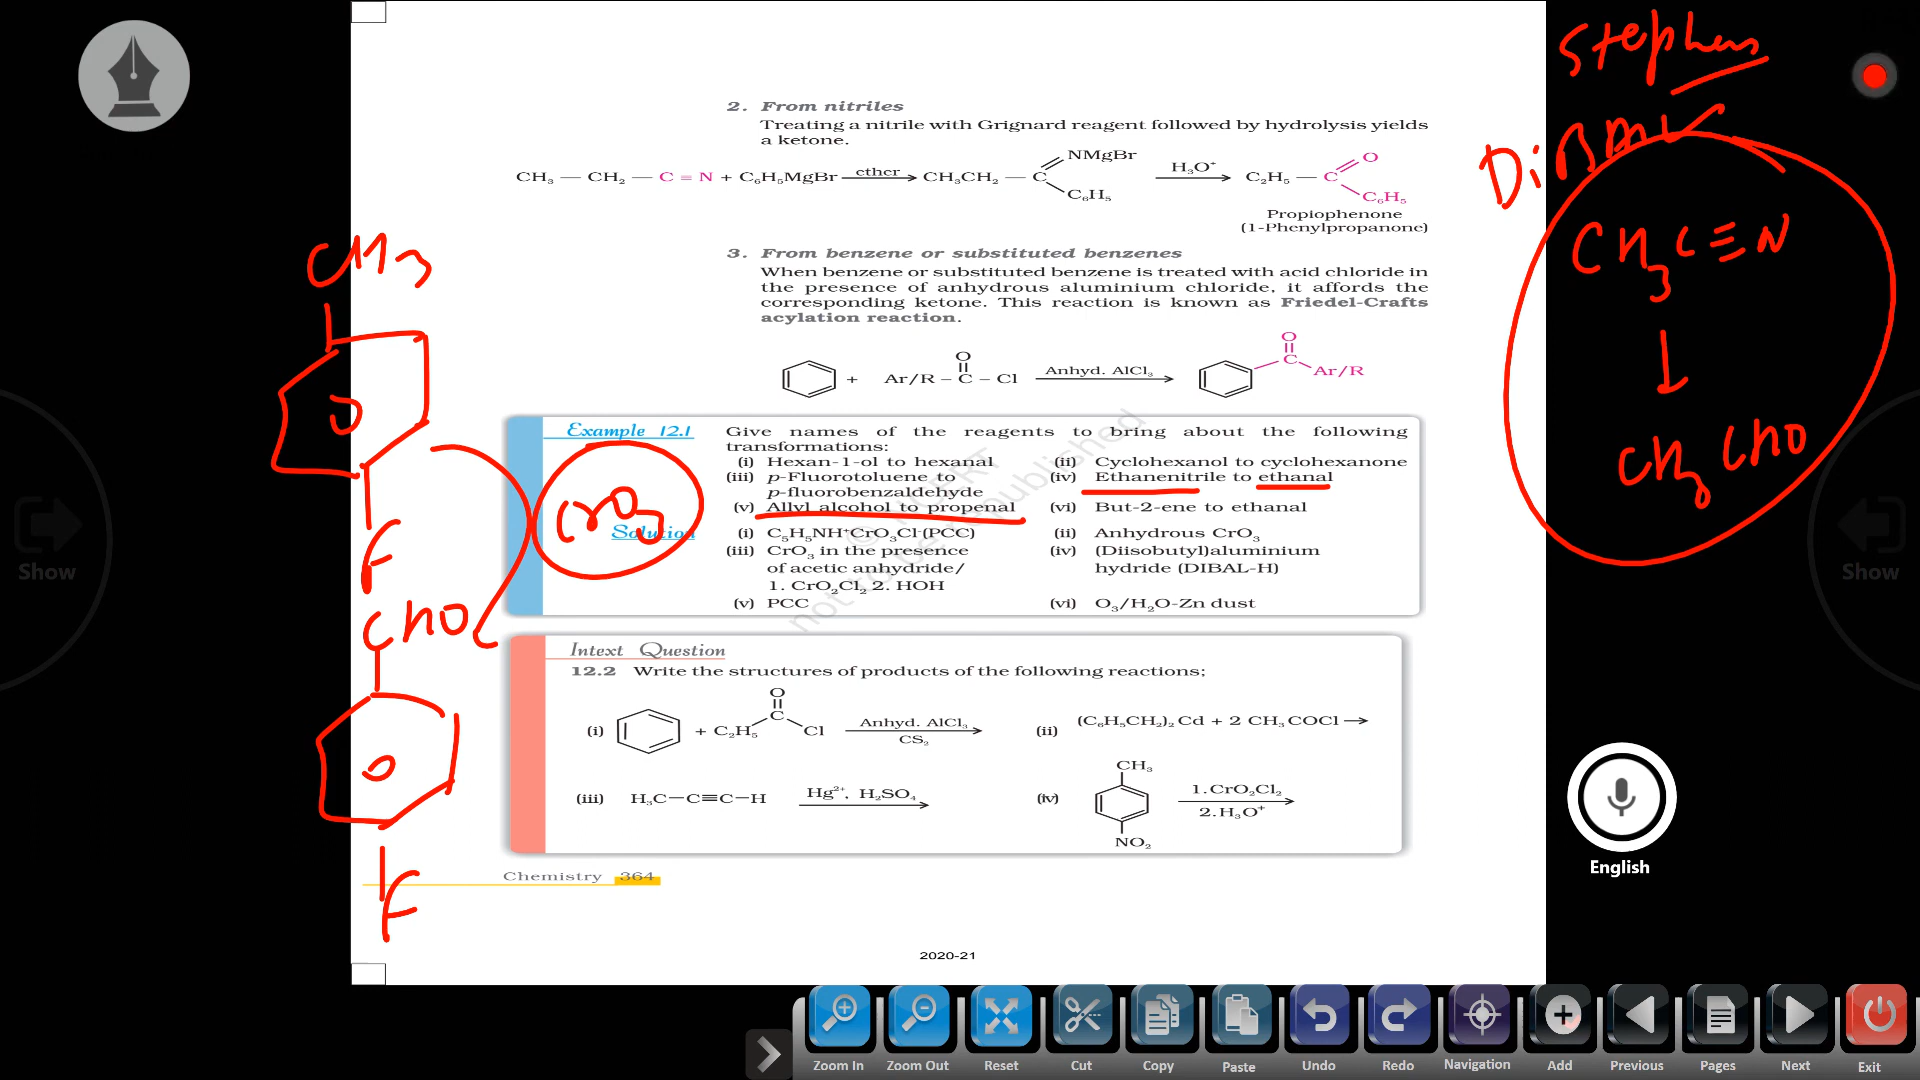 Stephens
2. From nitriles
Treating a nitrile with Grignard reagent followed by hydrolysis yields
a ketone.
CH₃ — CH₂ — C ≡ N + C₆H₅MgBr ether→ CH₃CH₂ — C NMgBr C₆H₅ H₃O⁺ C₂H₅ — C O C₆H₅
Propiophenone
(1-Phenylpropanone)
CH₃C≡N
CH₃CHO
CH₃
3. From benzene or substituted benzenes
When benzene or substituted benzene is treated with acid chloride in
the presence of anhydrous aluminium chloride, it affords the
corresponding ketone. This reaction is known as Friedel-Crafts
acylation reaction.
+ Ar/R – C – Cl O Anhyd. AlCl₃ O C Ar/R
Example 12.1
Give names of the reagents to bring about the following
transformations:
(i) Hexan-1-ol to hexanal
(ii) Cyclohexanol to cyclohexanone
(iii) p-Fluorotoluene to
p-fluorobenzaldehyde
(iv) Ethanenitrile to ethanal
(v) Allyl alcohol to propenal
(vi) But-2-ene to ethanal
CrO₃
Solution
(i) C₅H₅NH⁺CrO₃Cl⁻(PCC)
(ii) Anhydrous CrO₃
(iii) CrO₃ in the presence
of acetic anhydride/
1. CrO₂Cl₂ 2. HOH
(iv) (Diisobutyl)aluminium
hydride (DIBAL-H)
(v) PCC
(vi) O₃/H₂O-Zn dust
not to be republished
F
CHO
F
Intext Question
12.2 Write the structures of products of the following reactions;
(i) + C₂H₅ C O Cl Anhyd. AlCl₃ CS₂
(ii) (C₆H₅CH₂)₂Cd + 2 CH₃COCl→
(iii) H₃C—C≡C—H Hg²⁺, H₂SO₄
(iv) CH₃ NO₂ 1.CrO₂Cl₂ 2.H₃O⁺
Chemistry 364
2020-21
Show
Show
English
Zoom In Zoom Out Reset Cut Copy Paste Undo Redo Navigation Add Previous Pages Next Exit